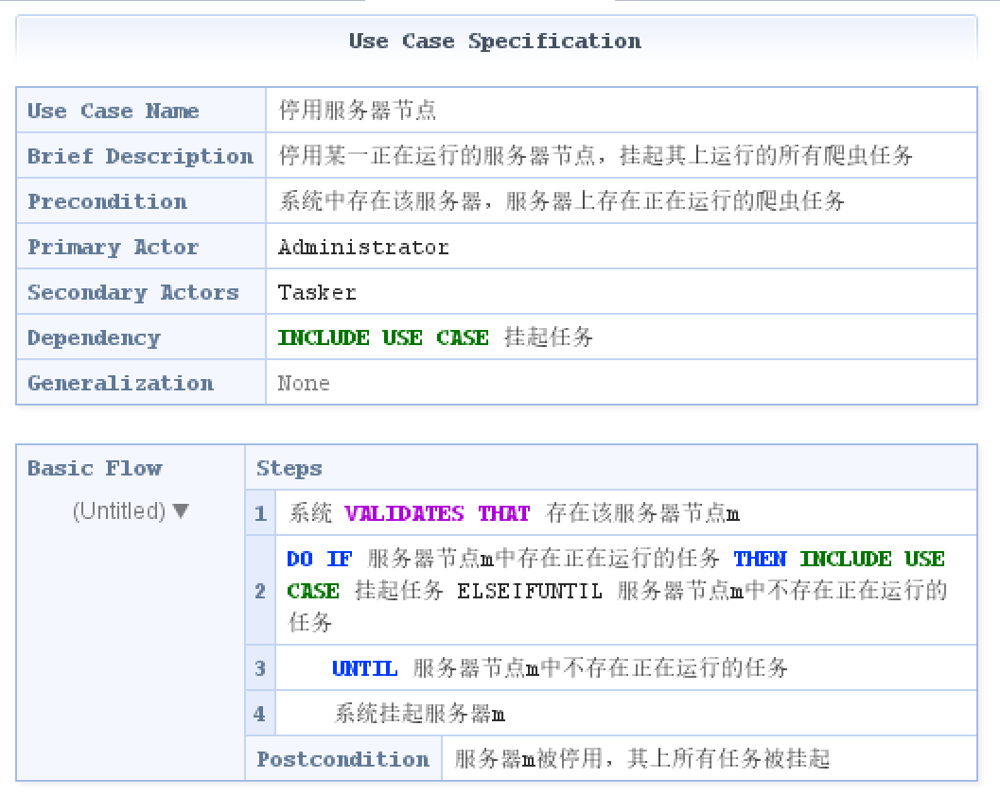 Use Case Specification
Use Case Name 停用服务器节点
Brief Description 停用某一正在运行的服务器节点，挂起其上运行的所有爬虫任务
Precondition 系统中存在该服务器，服务器上存在正在运行的爬虫任务
Primary Actor Administrator
Secondary Actors Tasker
Dependency INCLUDE USE CASE 挂起任务
Generalization None
Basic Flow Steps
(Untitled) ▼
1 系统 VALIDATES THAT 存在该服务器节点m
DO IF 服务器节点m中存在正在运行的任务 THEN INCLUDE USE
2 CASE 挂起任务 ELSEIFUNTIL 服务器节点m中不存在正在运行的
任务
3 UNTIL 服务器节点m中不存在正在运行的任务
4 系统挂起服务器m
Postcondition 服务器m被停用，其上所有任务被挂起